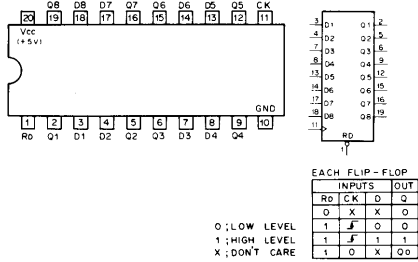 Q8 D8 D7 Q7 Q6 D6 D5 Q5 CK
20 19 18 17 16 15 14 13 12 11
Vcc
(+5V)
GND
1 2 3 4 5 6 7 8 9 10
RD Q1 D1 D2 Q2 Q3 D3 D4 Q4
3 D1 Q1 2
4 D2 Q2 5
7 D3 Q3 6
8 D4 Q4 9
13 D5 Q5 12
14 D6 Q6 15
17 D7 Q7 16
18 D8 Q8 19
11
RD
1
EACH FLIP-FLOP
INPUTS OUT
RD CK D Q
0 X X 0
1 0 0
1 1 1
1 0 X Q0
0 ; LOW LEVEL
1 ; HIGH LEVEL
X ; DON'T CARE